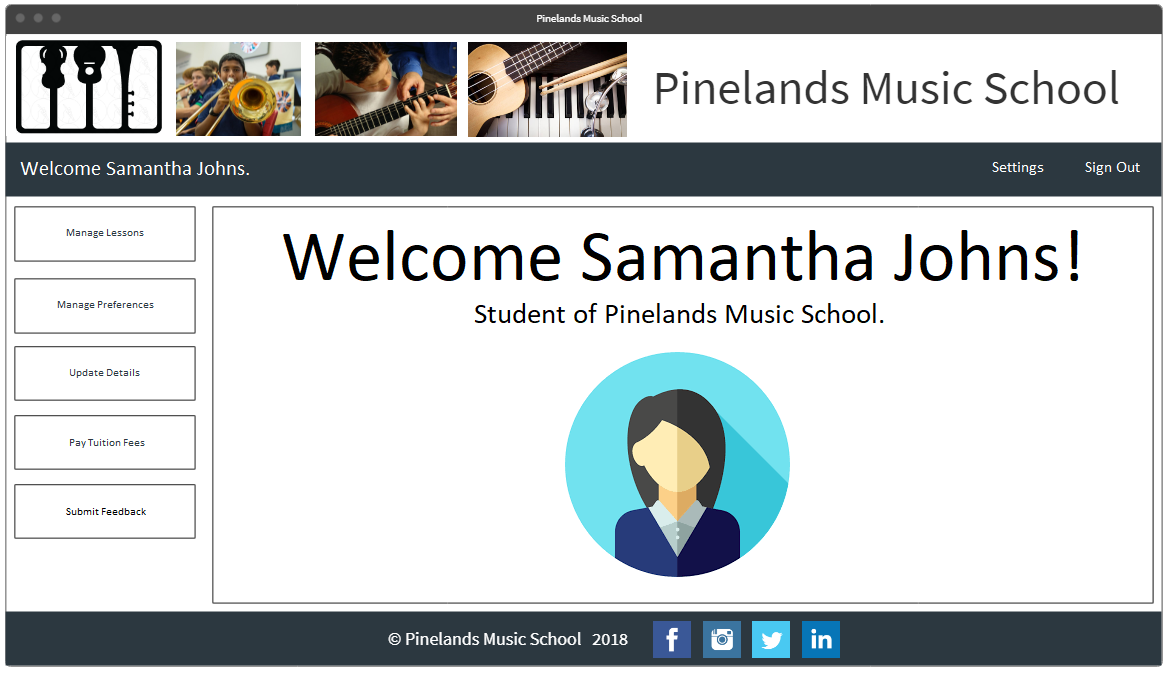 Pinelands Music School
Pinelands Music School
Welcome Samantha Johns.
Settings
Sign Out
Manage Lessons
Manage Preferences
Update Details
Pay Tuition Fees
Submit Feedback
Welcome Samantha Johns!
Student of Pinelands Music School.
© Pinelands Music School 2018